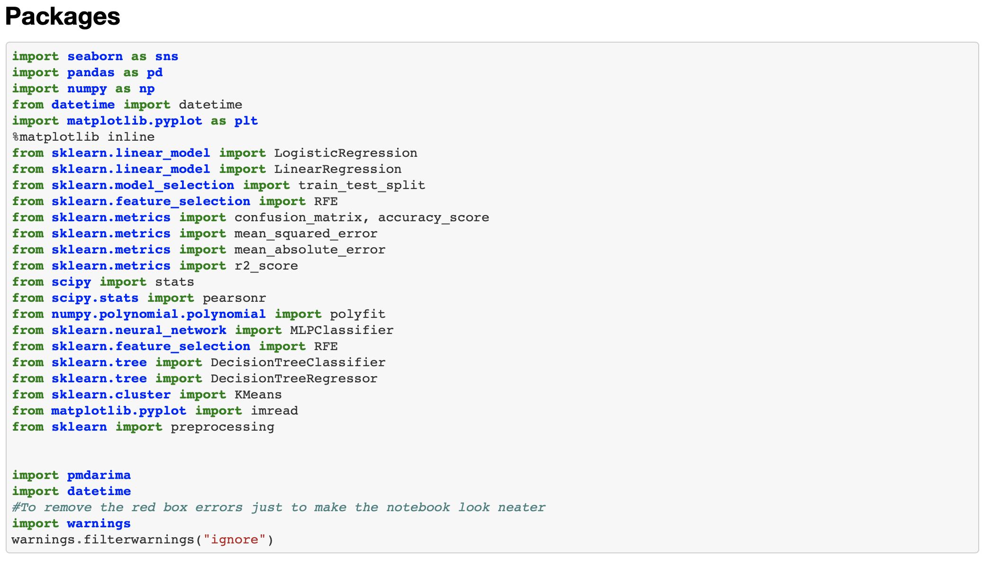 Packages
import seaborn as sns
import pandas as pd
import numpy as np
from datetime import datetime
import matplotlib.pyplot as plt
%matplotlib inline
from sklearn.linear_model import LogisticRegression
from sklearn.linear_model import LinearRegression
from sklearn.model_selection import train_test_split
from sklearn.feature_selection import RFE
from sklearn.metrics import confusion_matrix, accuracy_score
from sklearn.metrics import mean_squared_error
from sklearn.metrics import mean_absolute_error
from sklearn.metrics import r2_score
from scipy import stats
from scipy.stats import pearsonr
from numpy.polynomial.polynomial import polyfit
from sklearn.neural_network import MLPClassifier
from sklearn.feature_selection import RFE
from sklearn.tree import DecisionTreeClassifier
from sklearn.tree import DecisionTreeRegressor
from sklearn.cluster import KMeans
from matplotlib.pyplot import imread
from sklearn import preprocessing
import pmdarima
import datetime
#To remove the red box errors just to make the notebook look neater
import warnings
warnings.filterwarnings("ignore")